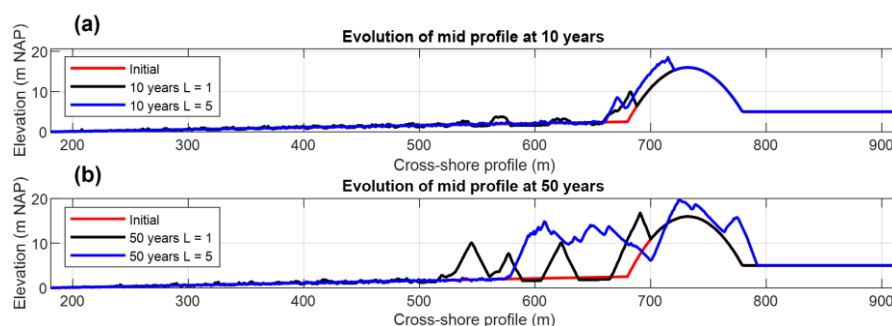 (a)
Evolution of mid profile at 10 years
Elevation (m NAP)
20
10
0
Initial
10 years L = 1
10 years L = 5
200 300 400 500 600 700 800 900
Cross-shore profile (m)
(b)
Evolution of mid profile at 50 years
Elevation (m NAP)
20
10
0
Initial
50 years L = 1
50 years L = 5
200 300 400 500 600 700 800 900
Cross-shore profile (m)